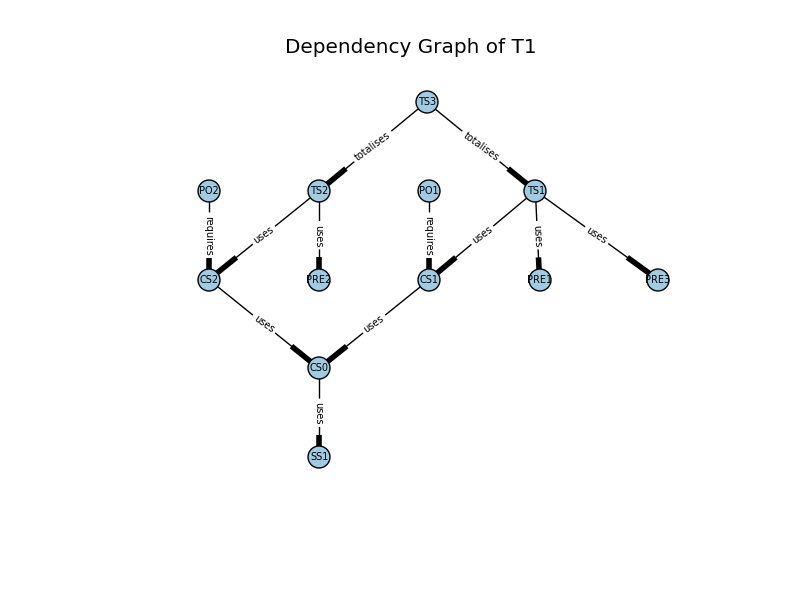 Dependency Graph of T1
TS3
totalises
totalises
PO2
TS2
PO1
TS1
requires
uses
uses
requires
uses
uses
uses
CS2
PRE2
CS1
PRE1
PRE3
uses
uses
CS0
uses
SS1